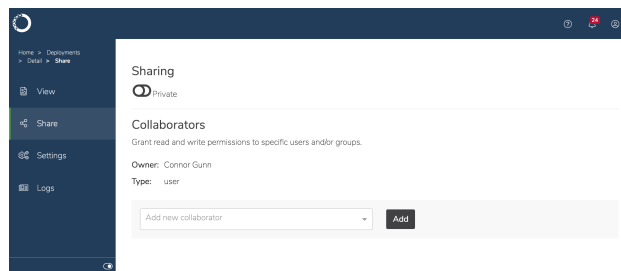 24
Home > Deployments
> Detail > Share
View
Share
Settings
Logs
Sharing
Private
Collaborators
Grant read and write permissions to specific users and/or groups.
Owner: Connor Gunn
Type: user
Add new collaborator
Add